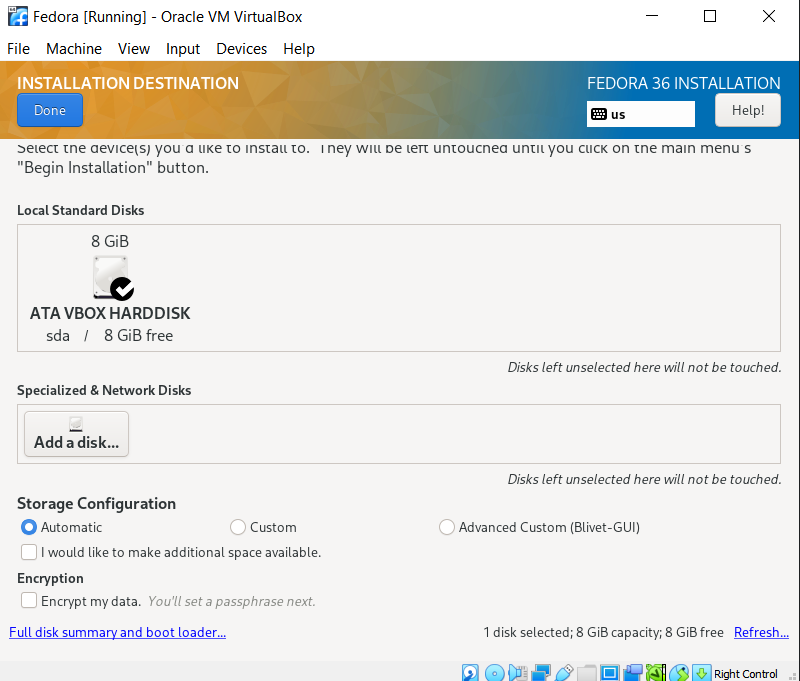 Fedora [Running] - Oracle VM VirtualBox
File Machine View Input Devices Help
INSTALLATION DESTINATION
FEDORA 36 INSTALLATION
Done
us
Help!
Select the device(s) you'd like to install to. They will be left untouched until you click on the main menu's
"Begin Installation" button.
Local Standard Disks
8 GiB
ATA VBOX HARDDISK
sda / 8 GiB free
Disks left unselected here will not be touched.
Specialized & Network Disks
Add a disk...
Disks left unselected here will not be touched.
Storage Configuration
Automatic Custom Advanced Custom (Blivet-GUI)
I would like to make additional space available.
Encryption
Encrypt my data. You'll set a passphrase next.
Full disk summary and boot loader...
1 disk selected; 8 GiB capacity; 8 GiB free Refresh...
Right Control